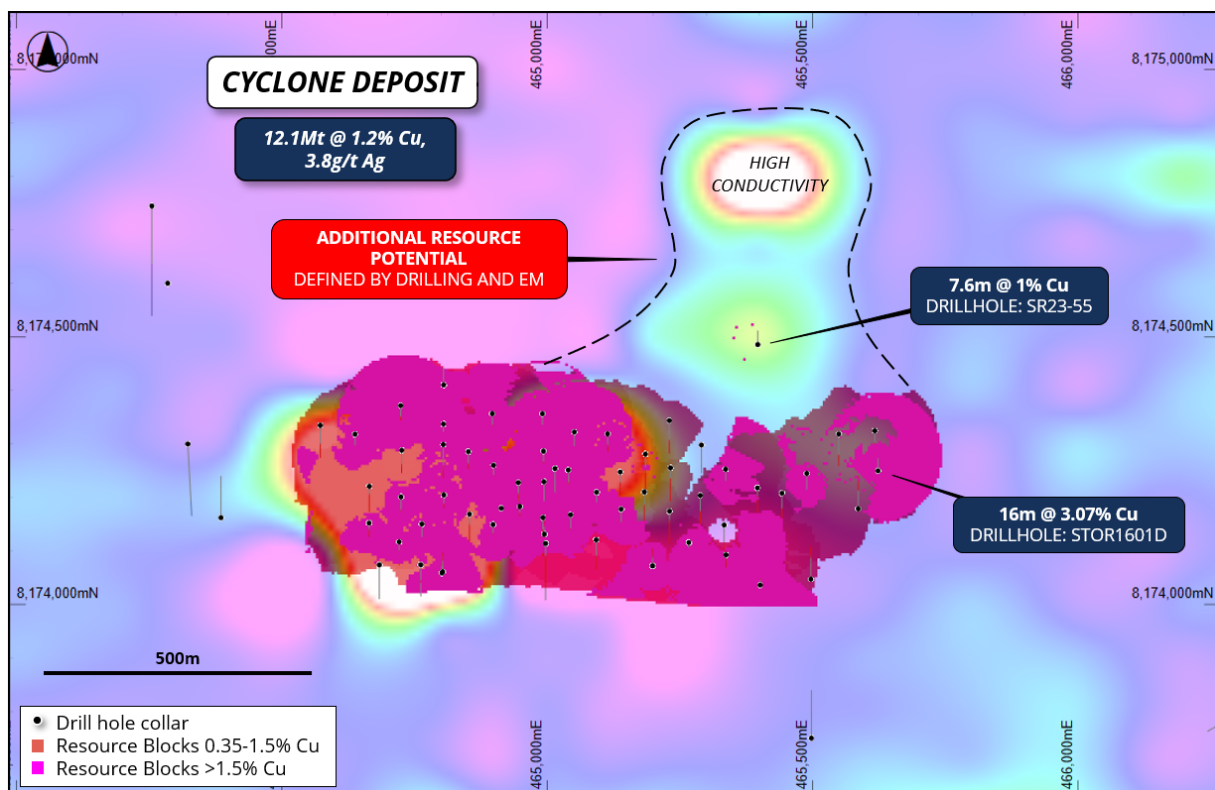 465,000mE
465,500mE
466,000mE
8,175,000mN
CYCLONE DEPOSIT
12.1Mt @ 1.2% Cu,
3.8g/t Ag
HIGH
CONDUCTIVITY
ADDITIONAL RESOURCE
POTENTIAL
DEFINED BY DRILLING AND EM
7.6m @ 1% Cu
DRILLHOLE: SR23-55
8,174,500mN
8,174,500mN
16m @ 3.07% Cu
DRILLHOLE: STOR1601D
8,174,000mN
8,174,000mN
500m
Drill hole collar
Resource Blocks 0.35-1.5% Cu
Resource Blocks >1.5% Cu
465,000mE
465,500mE
466,000mE